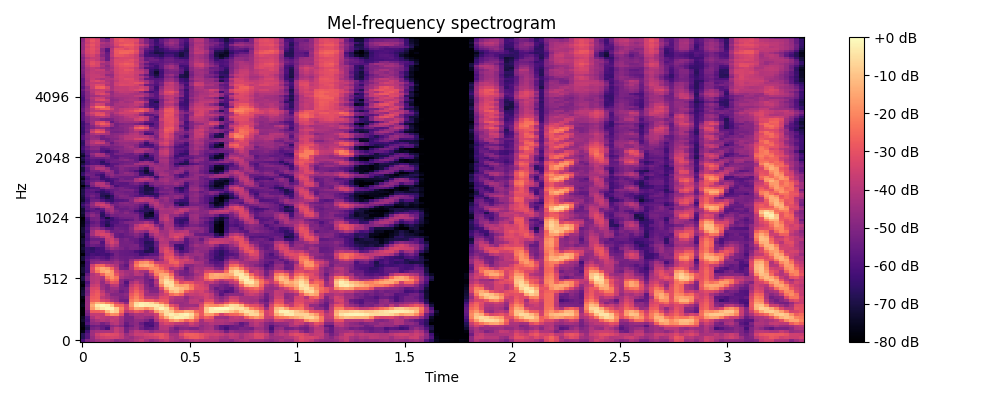 Mel-frequency spectrogram
+0 dB
-10 dB
-20 dB
-30 dB
-40 dB
-50 dB
-60 dB
-70 dB
-80 dB
4096
2048
1024
512
0
Hz
0 0.5 1 1.5 2 2.5 3
Time